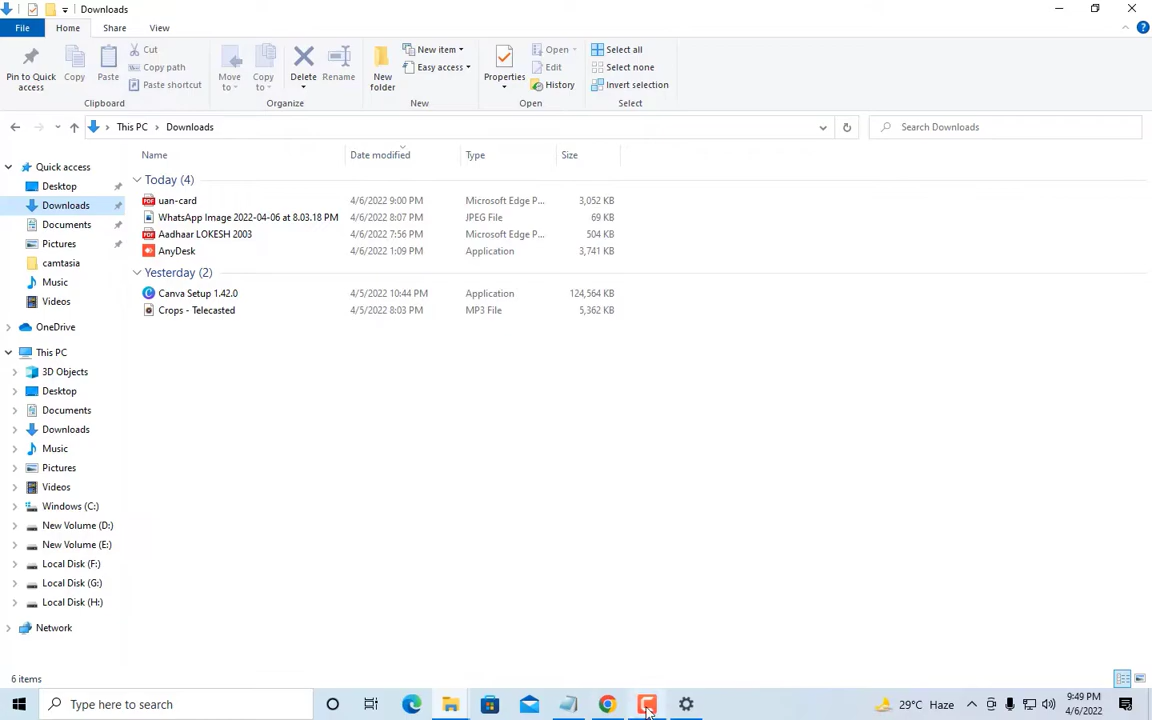 Downloads
File Home Share View
Pin to Quick access
Copy
Paste
Cut
Copy path
Paste shortcut
Clipboard
Move to
Copy to
Delete
Rename
Organize
New folder
New item
Easy access
New
Properties
Open
Edit
History
Open
Select all
Select none
Invert selection
Select
This PC Downloads
Search Downloads
Name Date modified Type Size
Today (4)
uan-card 4/6/2022 9:00 PM Microsoft Edge P... 3,052 KB
WhatsApp Image 2022-04-06 at 8.03.18 PM 4/6/2022 8:07 PM JPEG File 69 KB
Aadhaar LOKESH 2003 4/6/2022 7:56 PM Microsoft Edge P... 504 KB
AnyDesk 4/6/2022 1:09 PM Application 3,741 KB
Yesterday (2)
Canva Setup 1.42.0 4/5/2022 10:44 PM Application 124,564 KB
Crops - Telecasted 4/5/2022 8:03 PM MP3 File 5,362 KB
Quick access
Desktop
Downloads
Documents
Pictures
camtasia
Music
Videos
OneDrive
This PC
3D Objects
Desktop
Documents
Downloads
Music
Pictures
Videos
Windows (C:)
New Volume (D:)
New Volume (E:)
Local Disk (F:)
Local Disk (G:)
Local Disk (H:)
Network
6 items
Type here to search
29°C Haze
9:49 PM
4/6/2022